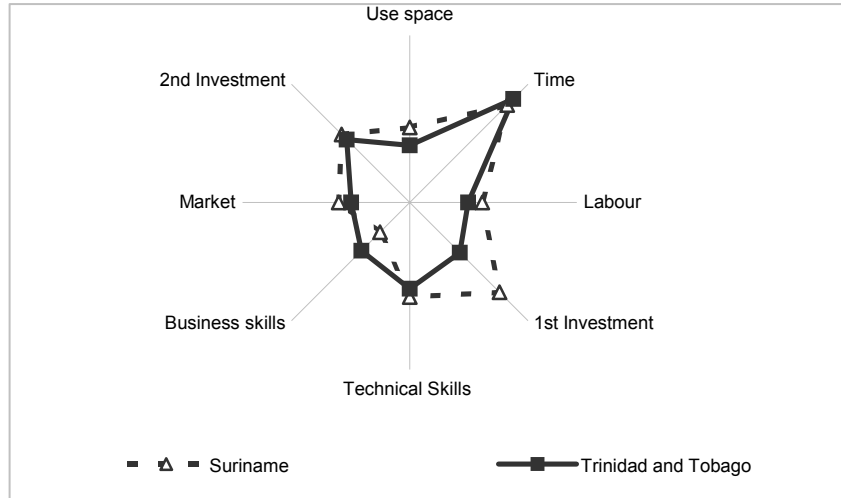 Use space
2nd Investment
Time
Market
Labour
Business skills
1st Investment
Technical Skills
Suriname
Trinidad and Tobago